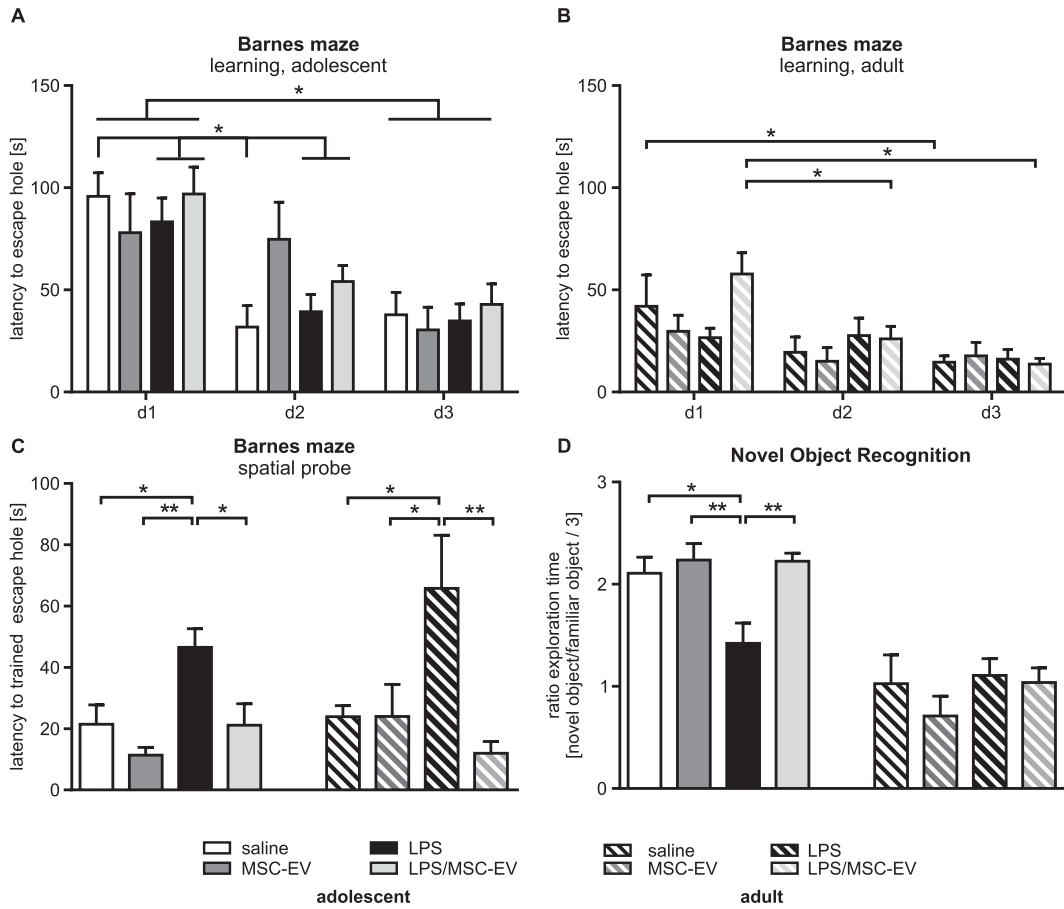 A
Barnes maze
learning, adolescent
latency to escape hole [s]
150
100
50
0
*
*
d1
d2
d3
B
Barnes maze
learning, adult
latency to escape hole [s]
150
100
50
0
*
*
*
d1
d2
d3
C
Barnes maze
spatial probe
latency to trained escape hole [s]
100
80
60
40
20
0
*
**
*
*
*
**
D
Novel Object Recognition
ratio exploration time
[novel object/familiar object / 3]
3
2
1
0
*
**
**
saline
LPS
MSC-EV
LPS/MSC-EV
adolescent
saline
LPS
MSC-EV
LPS/MSC-EV
adult